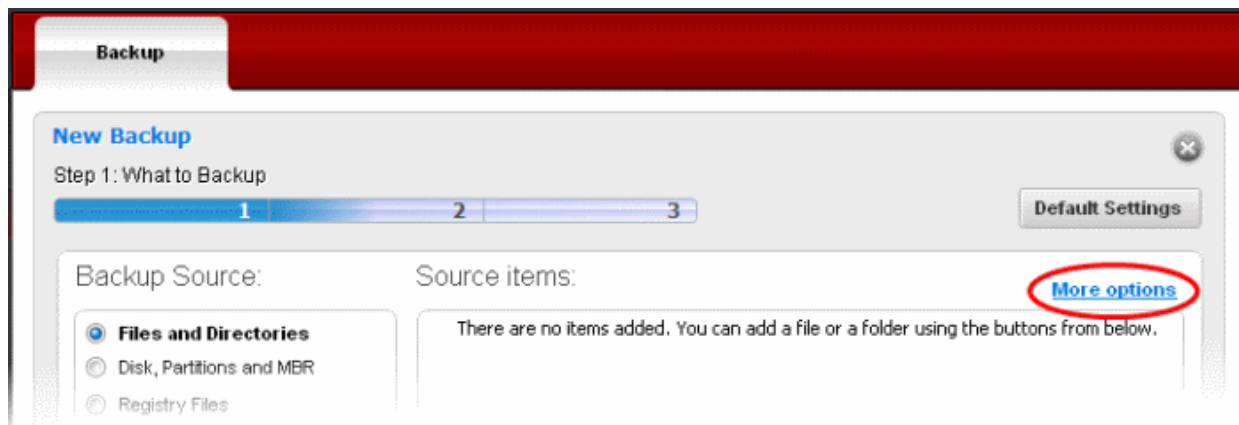 Backup
New Backup
Step 1: What to Backup
1 2 3
Default Settings
Backup Source:
Source items:
More options
Files and Directories
There are no items added. You can add a file or a folder using the buttons from below.
Disk, Partitions and MBR
Registry Files